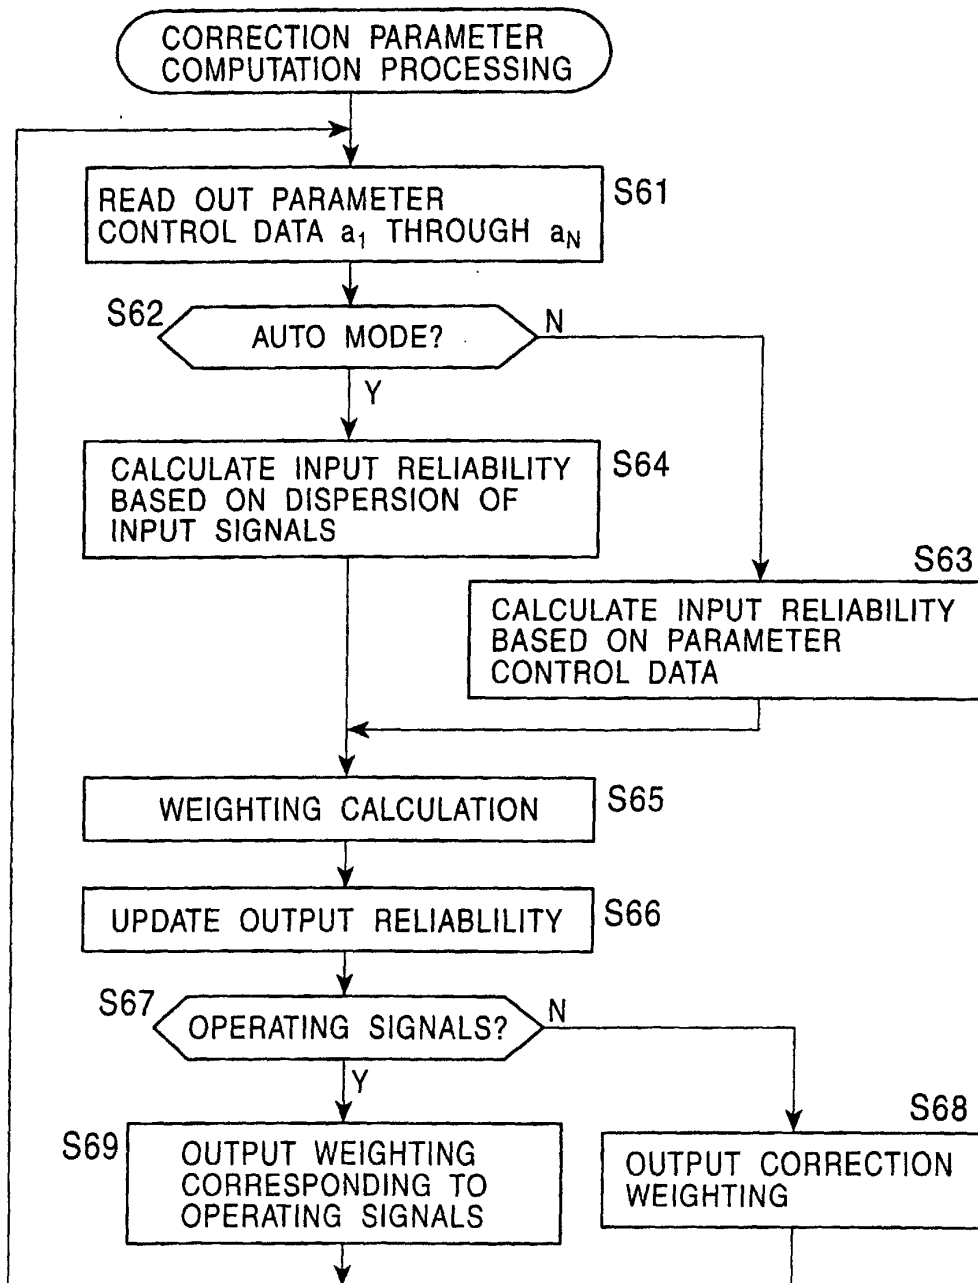 CORRECTION PARAMETER
COMPUTATION PROCESSING
READ OUT PARAMETER
CONTROL DATA a₁ THROUGH aN
S61
S62
AUTO MODE?
N
Y
CALCULATE INPUT RELIABILITY
BASED ON DISPERSION OF
INPUT SIGNALS
S64
S63
CALCULATE INPUT RELIABILITY
BASED ON PARAMETER
CONTROL DATA
WEIGHTING CALCULATION
S65
UPDATE OUTPUT RELIABLILITY
S66
S67
OPERATING SIGNALS?
N
Y
S69
OUTPUT WEIGHTING
CORRESPONDING TO
OPERATING SIGNALS
S68
OUTPUT CORRECTION
WEIGHTING